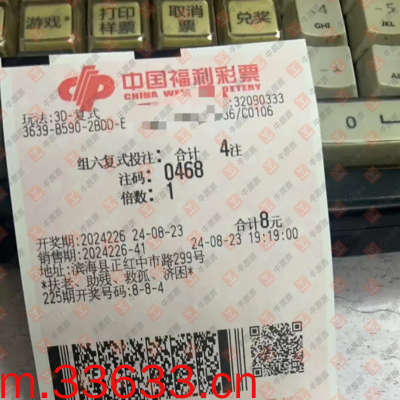 游戏
打印样票
取消票
兑奖
4
5
JKL
中国福利彩票
CHINA WE
LOTTERY
玩法:3D-复式
32090333
3639-B590-2BDD-E
36/C0106
组六复式投注: 合计 4注
注码: 0468
倍数: 1
合计8元
开奖期:2024226 24-08-23
销售期:2024226-41 24-08-23 19:19:00
地址:滨海县正红中市路299号
*扶老、助残、救孤、济困*
225期开奖号码:8-8-4
m.33633.cn